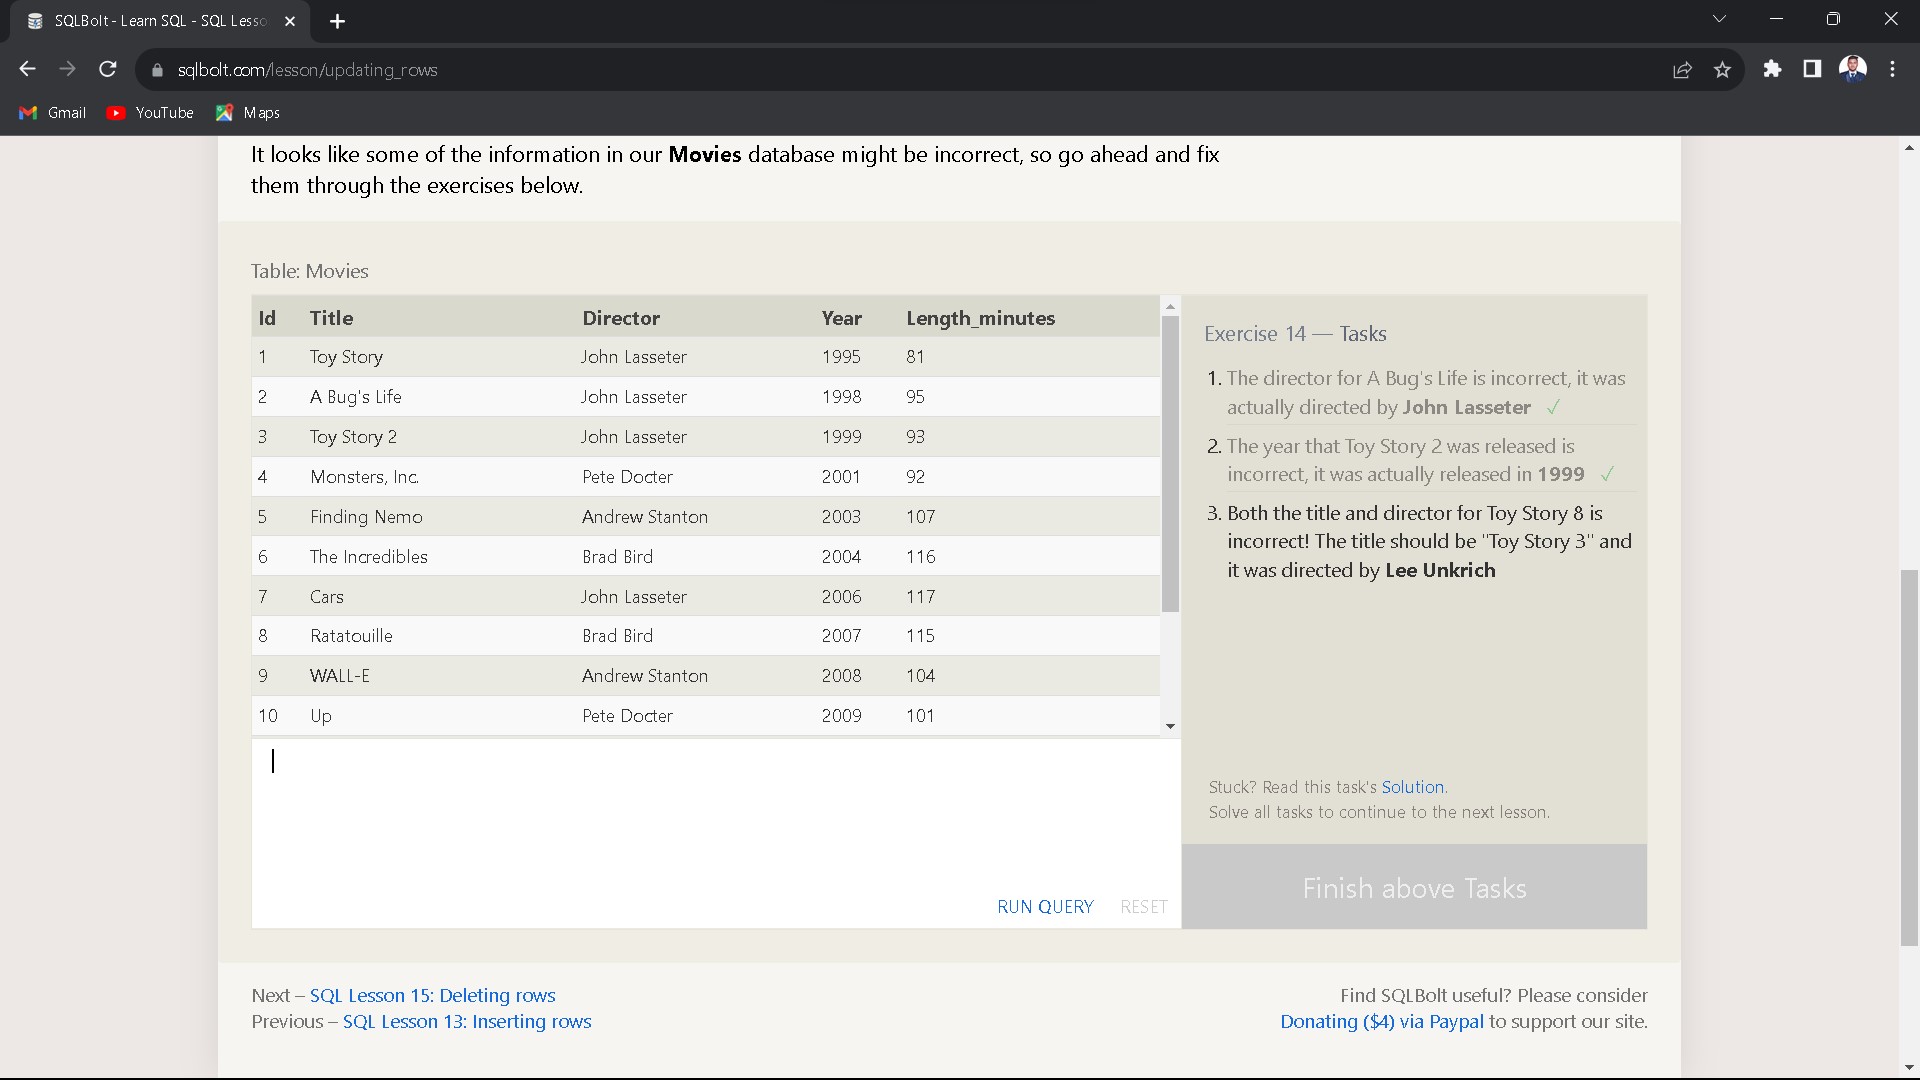 SQLBolt - Learn SQL - SQL Lesso
sqlbolt.com/lesson/updating_rows
Gmail YouTube Maps
It looks like some of the information in our Movies database might be incorrect, so go ahead and fix
them through the exercises below.
Table: Movies
Id Title Director Year Length_minutes
1 Toy Story John Lasseter 1995 81
2 A Bug's Life John Lasseter 1998 95
3 Toy Story 2 John Lasseter 1999 93
4 Monsters, Inc. Pete Docter 2001 92
5 Finding Nemo Andrew Stanton 2003 107
6 The Incredibles Brad Bird 2004 116
7 Cars John Lasseter 2006 117
8 Ratatouille Brad Bird 2007 115
9 WALL-E Andrew Stanton 2008 104
10 Up Pete Docter 2009 101
RUN QUERY RESET
Exercise 14 — Tasks
1. The director for A Bug's Life is incorrect, it was
actually directed by John Lasseter ✓
2. The year that Toy Story 2 was released is
incorrect, it was actually released in 1999 ✓
3. Both the title and director for Toy Story 8 is
incorrect! The title should be "Toy Story 3" and
it was directed by Lee Unkrich
Stuck? Read this task's Solution.
Solve all tasks to continue to the next lesson.
Finish above Tasks
Next – SQL Lesson 15: Deleting rows
Previous – SQL Lesson 13: Inserting rows
Find SQLBolt useful? Please consider
Donating ($4) via Paypal to support our site.